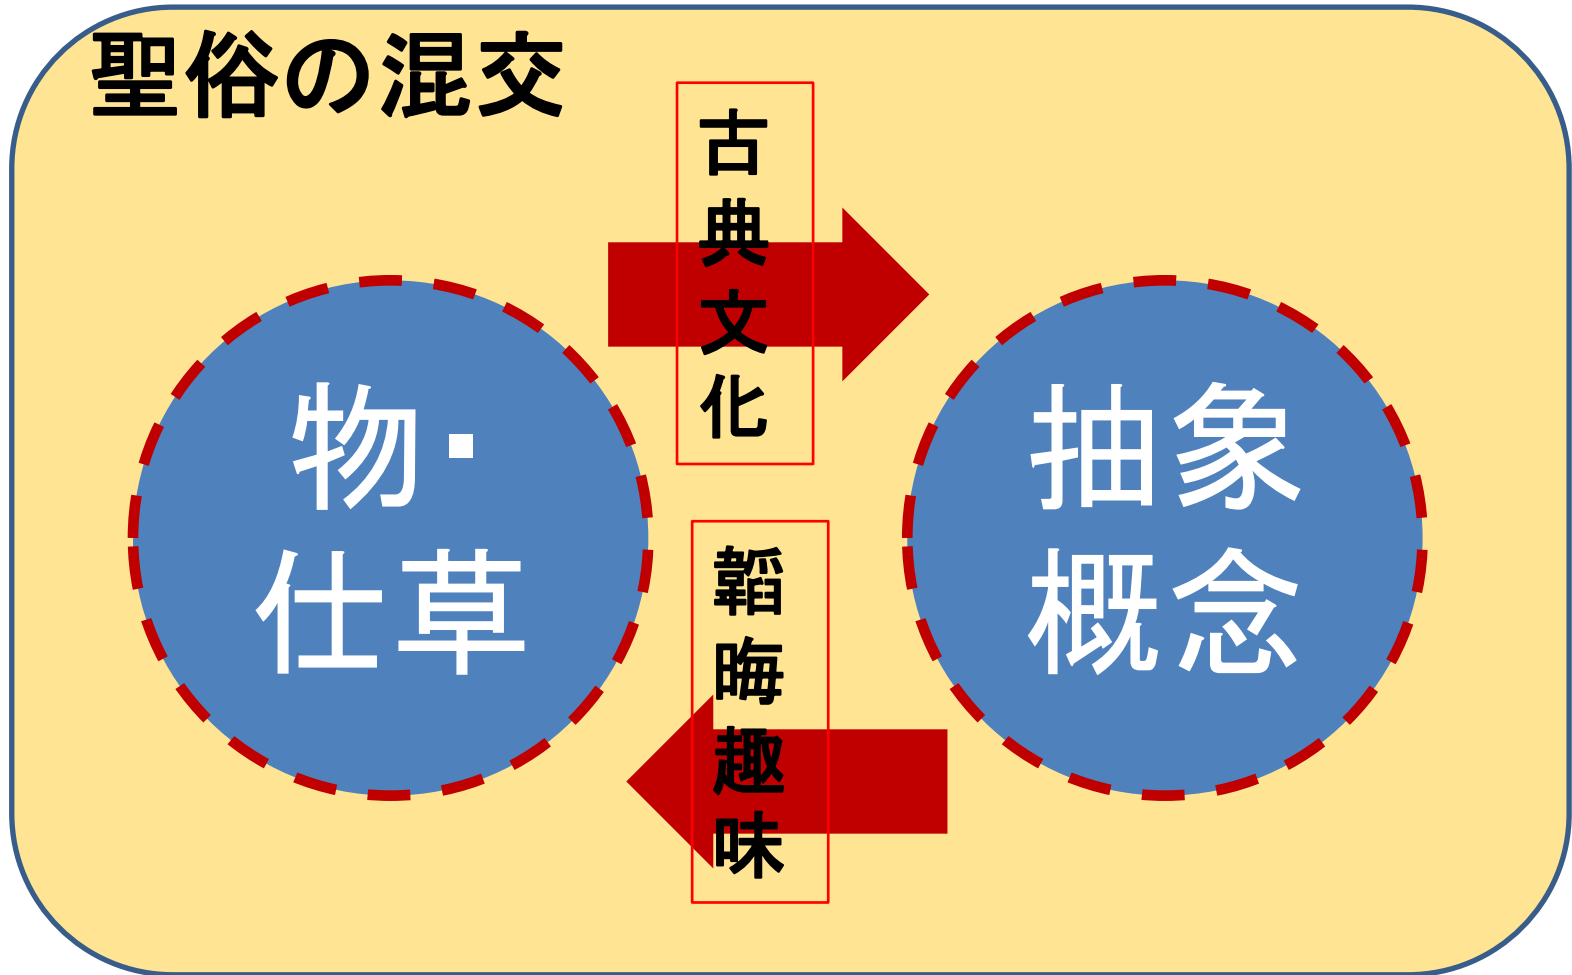 聖俗の混交
古典文化
物・
仕草
抽象
概念
韜晦趣味